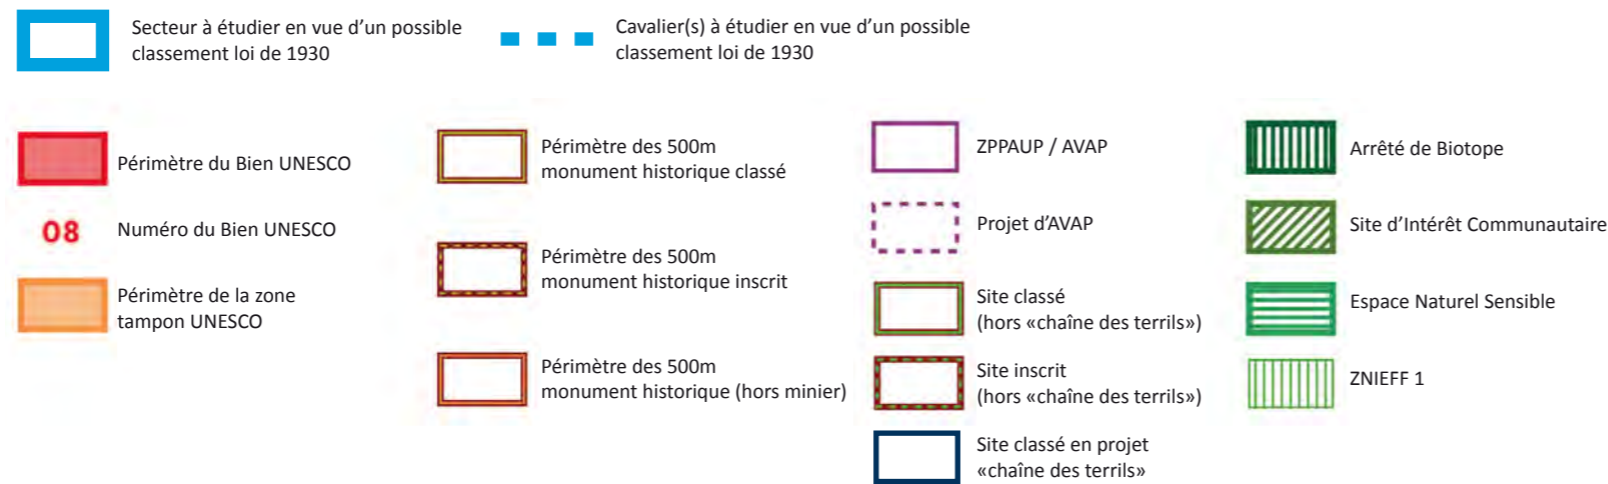 Secteur à étudier en vue d’un possible
classement loi de 1930
Cavalier(s) à étudier en vue d’un possible
classement loi de 1930
Périmètre du Bien UNESCO
08
Numéro du Bien UNESCO
Périmètre de la zone
tampon UNESCO
Périmètre des 500m
monument historique classé
Périmètre des 500m
monument historique inscrit
Périmètre des 500m
monument historique (hors minier)
ZPPAUP / AVAP
Projet d’AVAP
Site classé
(hors «chaîne des terrils»)
Site inscrit
(hors «chaîne des terrils»)
Site classé en projet
«chaîne des terrils»
Arrêté de Biotope
Site d’Intérêt Communautaire
Espace Naturel Sensible
ZNIEFF 1